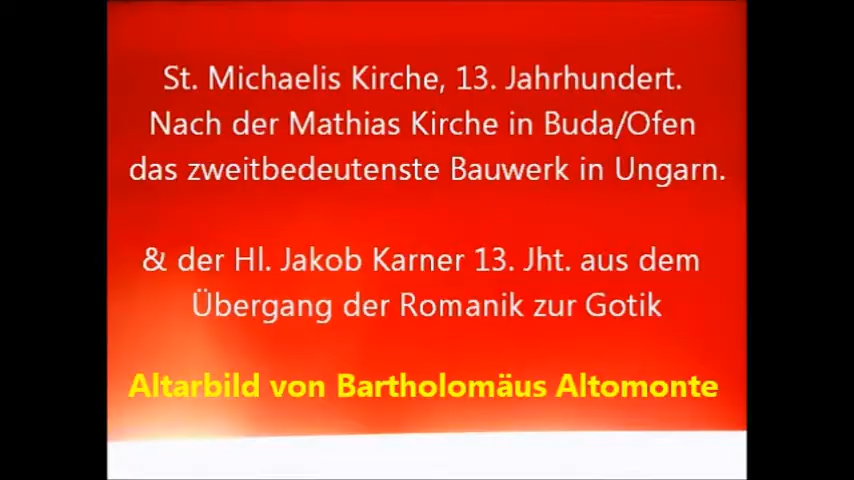 St. Michaelis Kirche, 13. Jahrhundert.
Nach der Mathias Kirche in Buda/Ofen
das zweitbedeutenste Bauwerk in Ungarn.
& der Hl. Jakob Karner 13. Jht. aus dem
Übergang der Romanik zur Gotik
Altarbild von Bartholomäus Altomonte